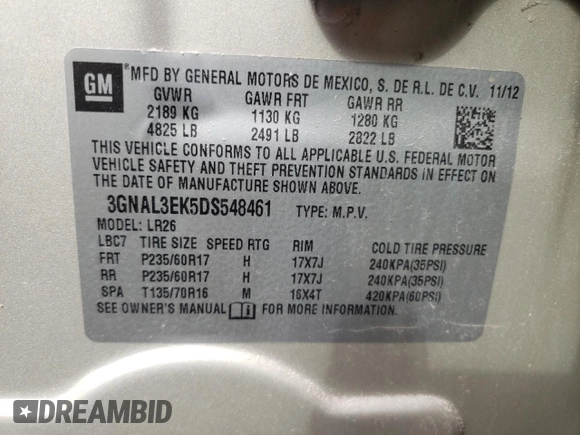 GM ® MFD BY GENERAL MOTORS DE MEXICO, S. DE R.L. DE C.V. 11/12
GVWR GAWR FRT GAWR RR
2189 KG 1130 KG 1280 KG
4825 LB 2491 LB 2822 LB
THIS VEHICLE CONFORMS TO ALL APPLICABLE U.S. FEDERAL MOTOR
VEHICLE SAFETY AND THEFT PREVENTION STANDARDS IN EFFECT ON
THE DATE OF MANUFACTURE SHOWN ABOVE.
3GNAL3EK5DS548461 TYPE: M.P.V.
MODEL: LR26
LBC7 TIRE SIZE SPEED RTG RIM COLD TIRE PRESSURE
FRT P235/60R17 H 17X7J 240KPA(35PSI)
RR P235/60R17 H 17X7J 240KPA(35PSI)
SPA T135/70R16 M 16X4T 420KPA(60PSI)
SEE OWNER'S MANUAL FOR MORE INFORMATION.
DREAMBID